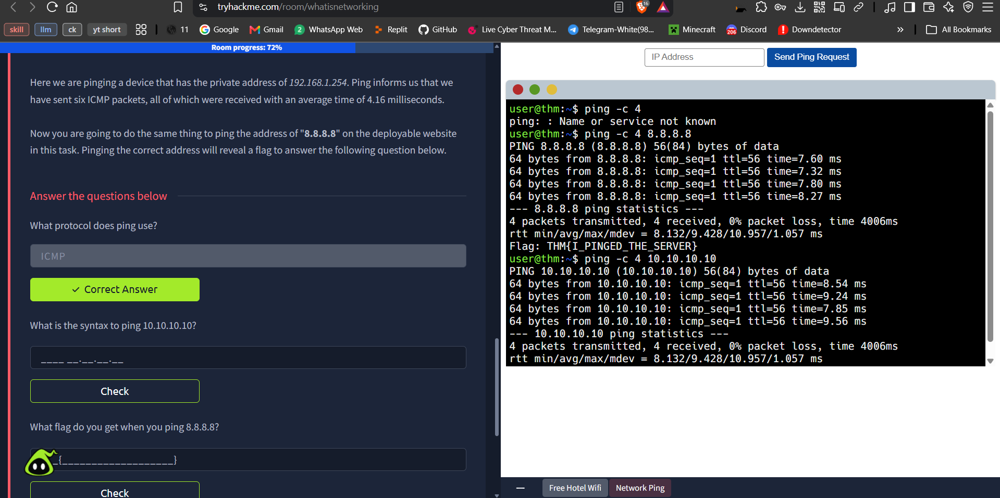 tryhackme.com/room/whatisnetworking
16
skill
llm
ck
yt short
11
Google
Gmail
2
WhatsApp Web
Replit
GitHub
Live Cyber Threat M...
Telegram-White(98...
Minecraft
206
Discord
Downdetector
»
All Bookmarks
Room progress: 72%
Here we are pinging a device that has the private address of 192.168.1.254. Ping informs us that we
have sent six ICMP packets, all of which were received with an average time of 4.16 milliseconds.
Now you are going to do the same thing to ping the address of "8.8.8.8" on the deployable website
in this task. Pinging the correct address will reveal a flag to answer the following question below.
Answer the questions below
What protocol does ping use?
ICMP
✓ Correct Answer
What is the syntax to ping 10.10.10.10?
____ __.__.__.__
Check
What flag do you get when you ping 8.8.8.8?
_{___________________}
Check
IP Address
Send Ping Request
user@thm:~$ ping -c 4
ping: : Name or service not known
user@thm:~$ ping -c 4 8.8.8.8
PING 8.8.8.8 (8.8.8.8) 56(84) bytes of data
64 bytes from 8.8.8.8: icmp_seq=1 ttl=56 time=7.60 ms
64 bytes from 8.8.8.8: icmp_seq=1 ttl=56 time=7.32 ms
64 bytes from 8.8.8.8: icmp_seq=1 ttl=56 time=7.80 ms
64 bytes from 8.8.8.8: icmp_seq=1 ttl=56 time=8.27 ms
--- 8.8.8.8 ping statistics ---
4 packets transmitted, 4 received, 0% packet loss, time 4006ms
rtt min/avg/max/mdev = 8.132/9.428/10.957/1.057 ms
Flag: THM{I_PINGED_THE_SERVER}
user@thm:~$ ping -c 4 10.10.10.10
PING 10.10.10.10 (10.10.10.10) 56(84) bytes of data
64 bytes from 10.10.10.10: icmp_seq=1 ttl=56 time=8.54 ms
64 bytes from 10.10.10.10: icmp_seq=1 ttl=56 time=9.24 ms
64 bytes from 10.10.10.10: icmp_seq=1 ttl=56 time=7.85 ms
64 bytes from 10.10.10.10: icmp_seq=1 ttl=56 time=9.56 ms
--- 10.10.10.10 ping statistics ---
4 packets transmitted, 4 received, 0% packet loss, time 4006ms
rtt min/avg/max/mdev = 8.132/9.428/10.957/1.057 ms
Free Hotel Wifi
Network Ping